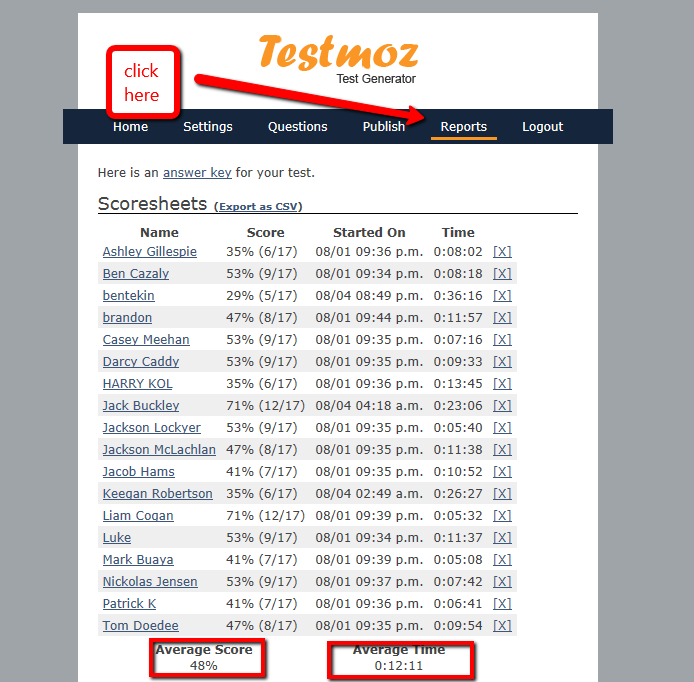 Testmoz
Test Generator
click
here
Home Settings Questions Publish Reports Logout
Here is an answer key for your test.
Scoresheets (Export as CSV)
Name Score Started On Time
Ashley Gillespie 35% (6/17) 08/01 09:36 p.m. 0:08:02 [X]
Ben Cazaly 53% (9/17) 08/01 09:34 p.m. 0:08:18 [X]
bentekin 29% (5/17) 08/04 08:49 p.m. 0:36:16 [X]
brandon 47% (8/17) 08/01 09:44 p.m. 0:11:57 [X]
Casey Meehan 53% (9/17) 08/01 09:35 p.m. 0:07:16 [X]
Darcy Caddy 53% (9/17) 08/01 09:35 p.m. 0:09:33 [X]
HARRY KOL 35% (6/17) 08/01 09:36 p.m. 0:13:45 [X]
Jack Buckley 71% (12/17) 08/04 04:18 a.m. 0:23:06 [X]
Jackson Lockyer 53% (9/17) 08/01 09:35 p.m. 0:05:40 [X]
Jackson McLachlan 47% (8/17) 08/01 09:35 p.m. 0:11:38 [X]
Jacob Hams 41% (7/17) 08/01 09:35 p.m. 0:10:52 [X]
Keegan Robertson 35% (6/17) 08/04 02:49 a.m. 0:26:27 [X]
Liam Cogan 71% (12/17) 08/01 09:39 p.m. 0:05:32 [X]
Luke 53% (9/17) 08/01 09:34 p.m. 0:11:37 [X]
Mark Buaya 41% (7/17) 08/01 09:39 p.m. 0:05:08 [X]
Nickolas Jensen 53% (9/17) 08/01 09:37 p.m. 0:07:42 [X]
Patrick K 41% (7/17) 08/01 09:36 p.m. 0:06:41 [X]
Tom Doedee 47% (8/17) 08/01 09:35 p.m. 0:09:54 [X]
Average Score Average Time
48% 0:12:11